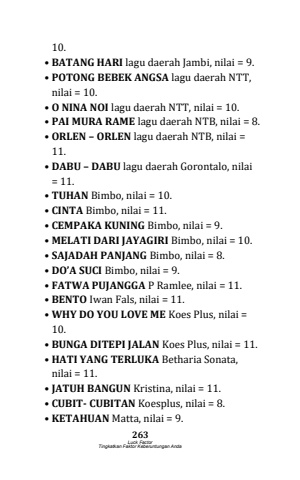 10.
• BATANG HARI lagu daerah Jambi, nilai = 9.
• POTONG BEBEK ANGSA lagu daerah NTT,
nilai = 10.
• O NINA NOI lagu daerah NTT, nilai = 10.
• PAI MURA RAME lagu daerah NTB, nilai = 8.
• ORLEN – ORLEN lagu daerah NTB, nilai =
11.
• DABU – DABU lagu daerah Gorontalo, nilai
= 11.
• TUHAN Bimbo, nilai = 10.
• CINTA Bimbo, nilai = 11.
• CEMPAKA KUNING Bimbo, nilai = 9.
• MELATI DARI JAYAGIRI Bimbo, nilai = 10.
• SAJADAH PANJANG Bimbo, nilai = 8.
• DO’A SUCI Bimbo, nilai = 9.
• FATWA PUJANGGA P Ramlee, nilai = 11.
• BENTO Iwan Fals, nilai = 11.
• WHY DO YOU LOVE ME Koes Plus, nilai =
10.
• BUNGA DITEPI JALAN Koes Plus, nilai = 11.
• HATI YANG TERLUKA Betharia Sonata,
nilai = 11.
• JATUH BANGUN Kristina, nilai = 11.
• CUBIT- CUBITAN Koesplus, nilai = 8.
• KETAHUAN Matta, nilai = 9.
263
Luck Factor
Tingkatkan Faktor Keberuntungan Anda